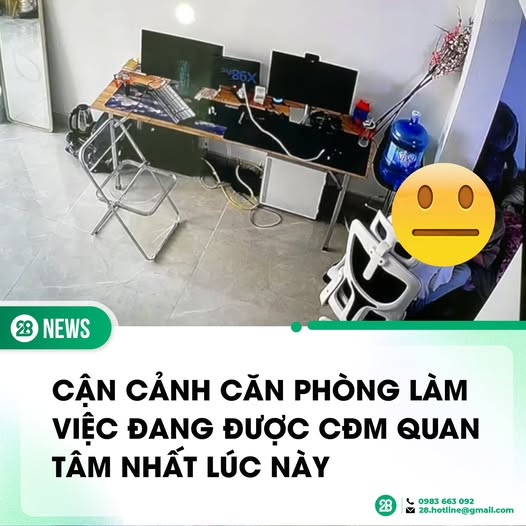 X98
28 NEWS
CẬN CẢNH CĂN PHÒNG LÀM
VIỆC ĐANG ĐƯỢC CĐM QUAN
TÂM NHẤT LÚC NÀY
28
0983 663 092
28.hotline@gmail.com